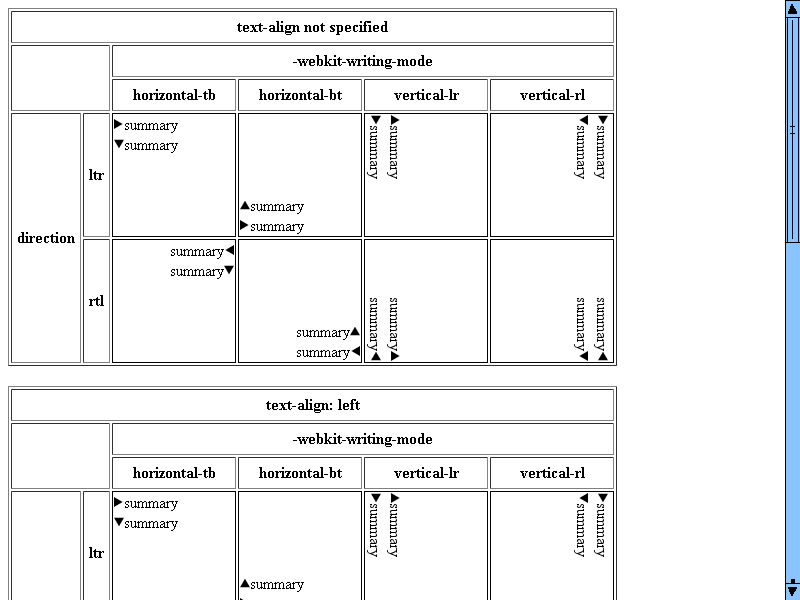 text-align not specified
-webkit-writing-mode
horizontal-tb horizontal-bt vertical-lr vertical-rl
direction
ltr
▶summary
▼summary
▲summary
▶summary
▼summary
▶summary
◀summary
▼summary
rtl
summary◀
summary▼
summary▲
summary◀
summary▲
summary▶
summary◀
summary▲
text-align: left
-webkit-writing-mode
horizontal-tb horizontal-bt vertical-lr vertical-rl
ltr
▶summary
▼summary
▲summary
▼summary
▶summary
◀summary
▼summary